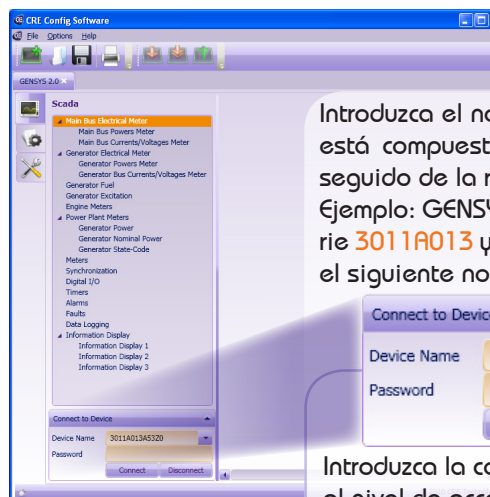 CRE Config Software
File Options Help
GENSYS 2.0
Scada
Main Bus Electrical Meter
Main Bus Powers Meter
Main Bus Currents/Voltages Meter
Generator Electrical Meter
Generator Powers Meter
Generator Bus Currents/Voltages Meter
Generator Fuel
Generator Excitation
Engine Meters
Power Plant Meters
Generator Power
Generator Nominal Power
Generator State-Code
Meters
Synchronization
Digital I/O
Timers
Alarms
Faults
Data Logging
Information Display
Information Display 1
Information Display 2
Information Display 3
Connect to Device
Device Name 3011A013A53Z0
Password
Connect Disconnect
Introduzca el
está compuest
seguido de la
Ejemplo: GENS
rie 3011A013 y
el siguiente
Connect to Devic
Device Name
Password
Introduzca la